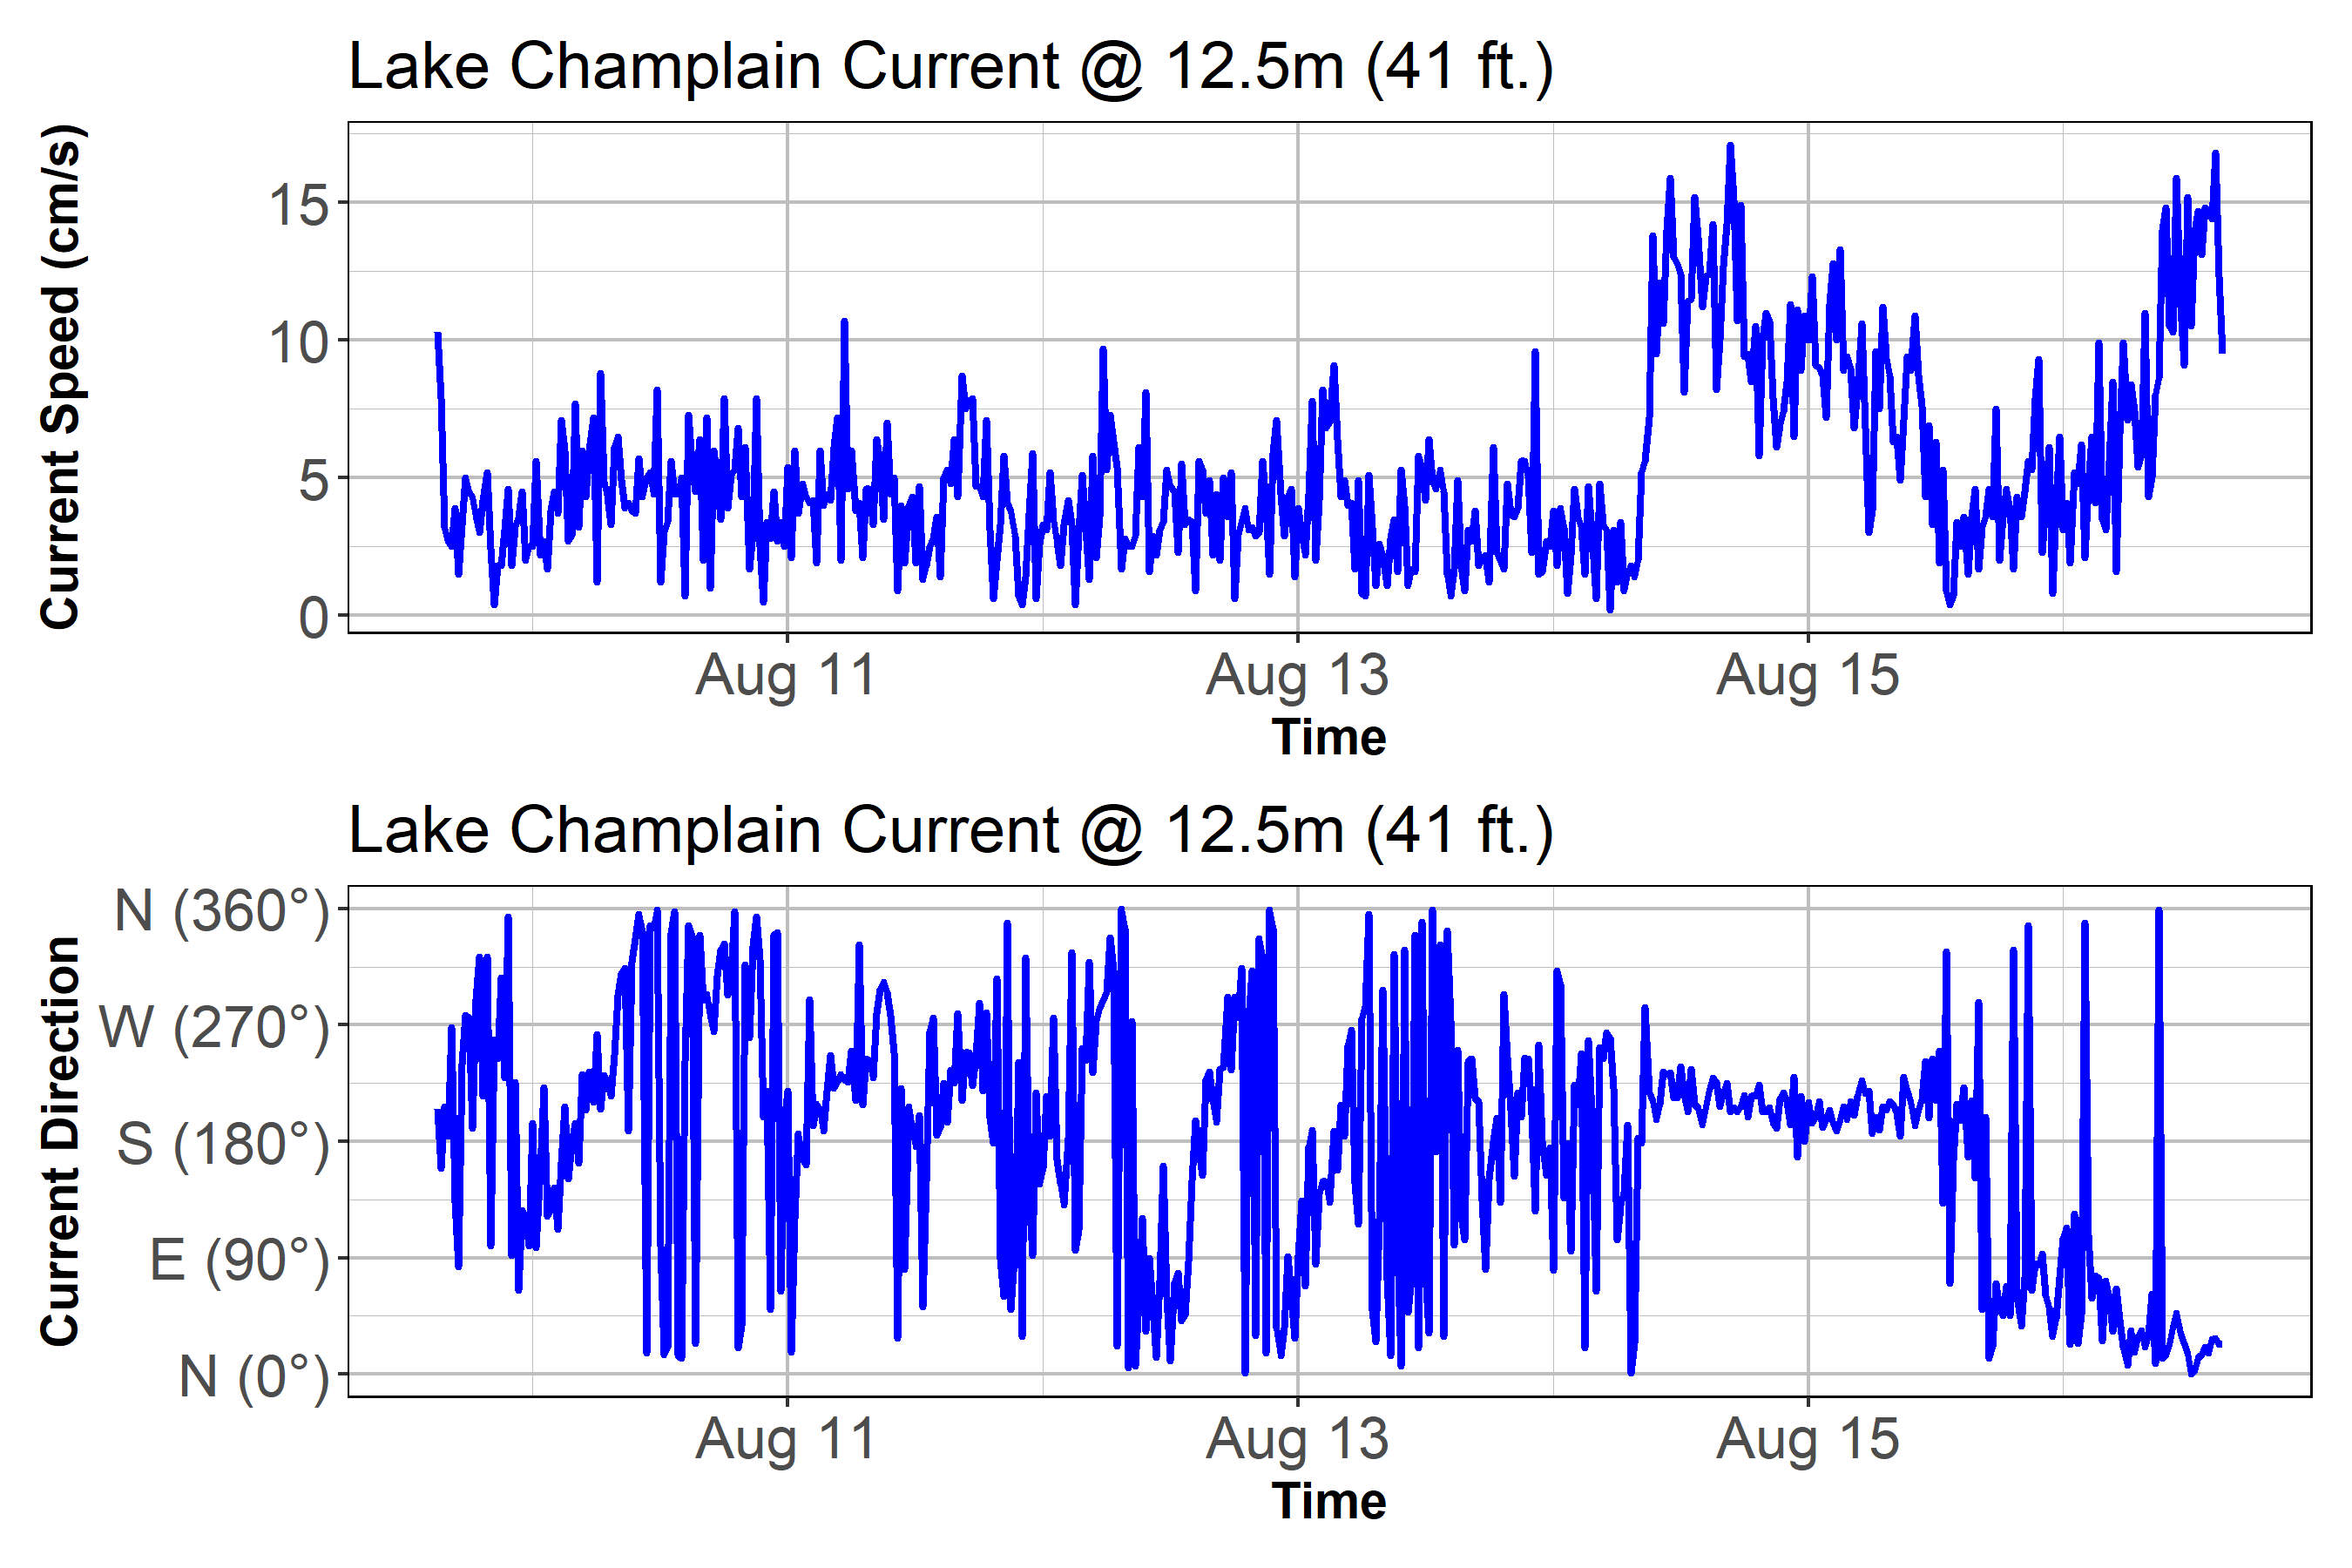 Lake Champlain Current @ 12.5m (41 ft.)
Current Speed (cm/s)
15
10
5
0
Aug 11
Aug 13
Aug 15
Time
Lake Champlain Current @ 12.5m (41 ft.)
Current Direction
N (360°)
W (270°)
S (180°)
E (90°)
N (0°)
Aug 11
Aug 13
Aug 15
Time